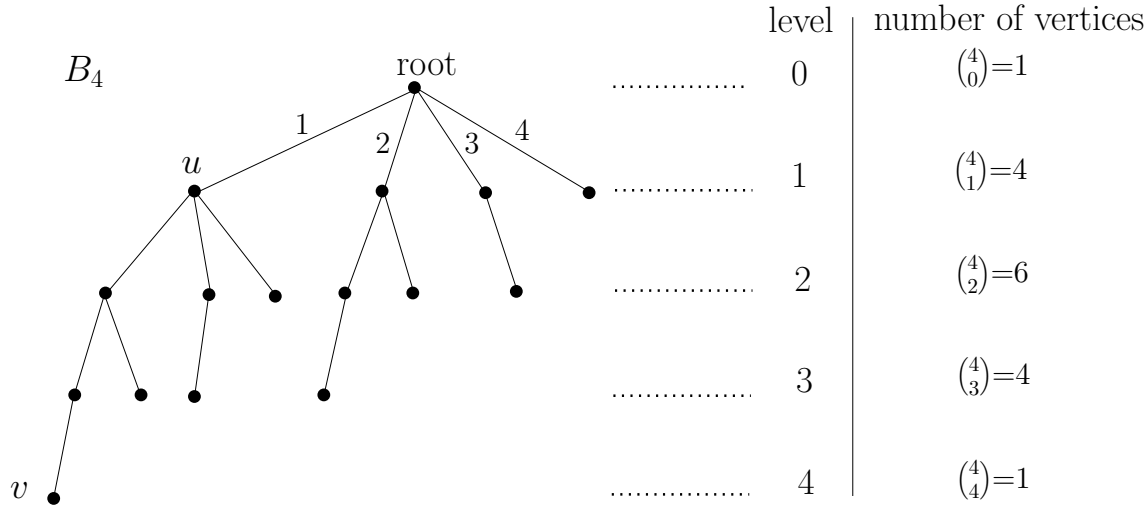 level number of vertices
B₄ root 0 (4 0)=1
1 2 3 4
u 1 (4 1)=4
2 (4 2)=6
3 (4 3)=4
v 4 (4 4)=1